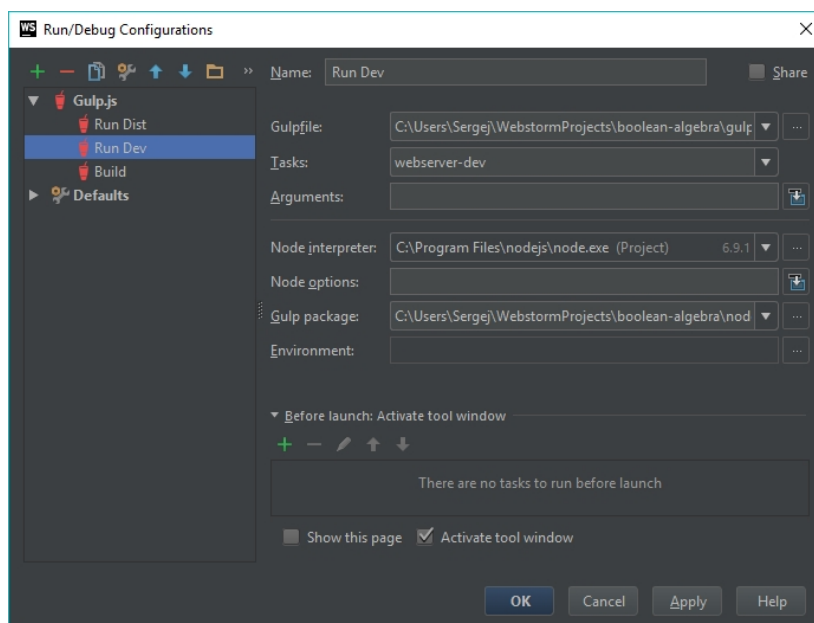 WS Run/Debug Configurations
Name: Run Dev Share
Gulp.js
Run Dist
Run Dev
Build
Defaults
Gulpfile: C:\Users\Sergej\WebstormProjects\boolean-algebra\gulp ...
Tasks: webserver-dev
Arguments:
Node interpreter: C:\Program Files\nodejs\node.exe (Project) 6.9.1 ...
Node options:
Gulp package: C:\Users\Sergej\WebstormProjects\boolean-algebra\nod ...
Environment: ...
Before launch: Activate tool window
There are no tasks to run before launch
Show this page Activate tool window
OK Cancel Apply Help